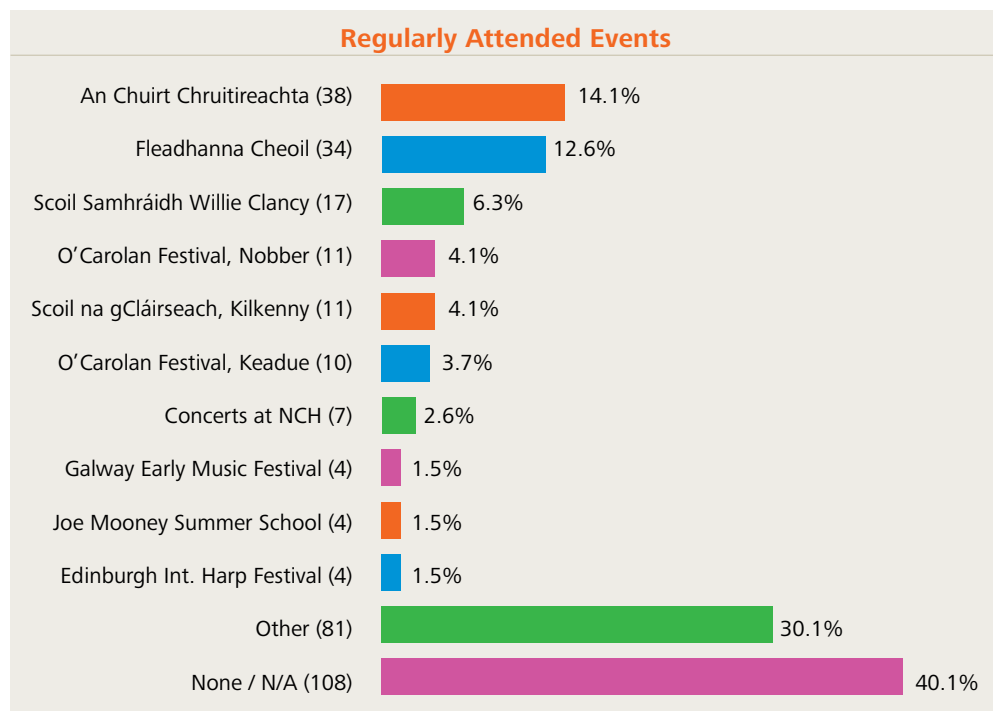 Regularly Attended Events
An Chuirt Chruitireachta (38) 14.1%
Fleadhanna Cheoil (34) 12.6%
Scoil Samhráidh Willie Clancy (17) 6.3%
O’Carolan Festival, Nobber (11) 4.1%
Scoil na gCláirseach, Kilkenny (11) 4.1%
O’Carolan Festival, Keadue (10) 3.7%
Concerts at NCH (7) 2.6%
Galway Early Music Festival (4) 1.5%
Joe Mooney Summer School (4) 1.5%
Edinburgh Int. Harp Festival (4) 1.5%
Other (81) 30.1%
None / N/A (108) 40.1%